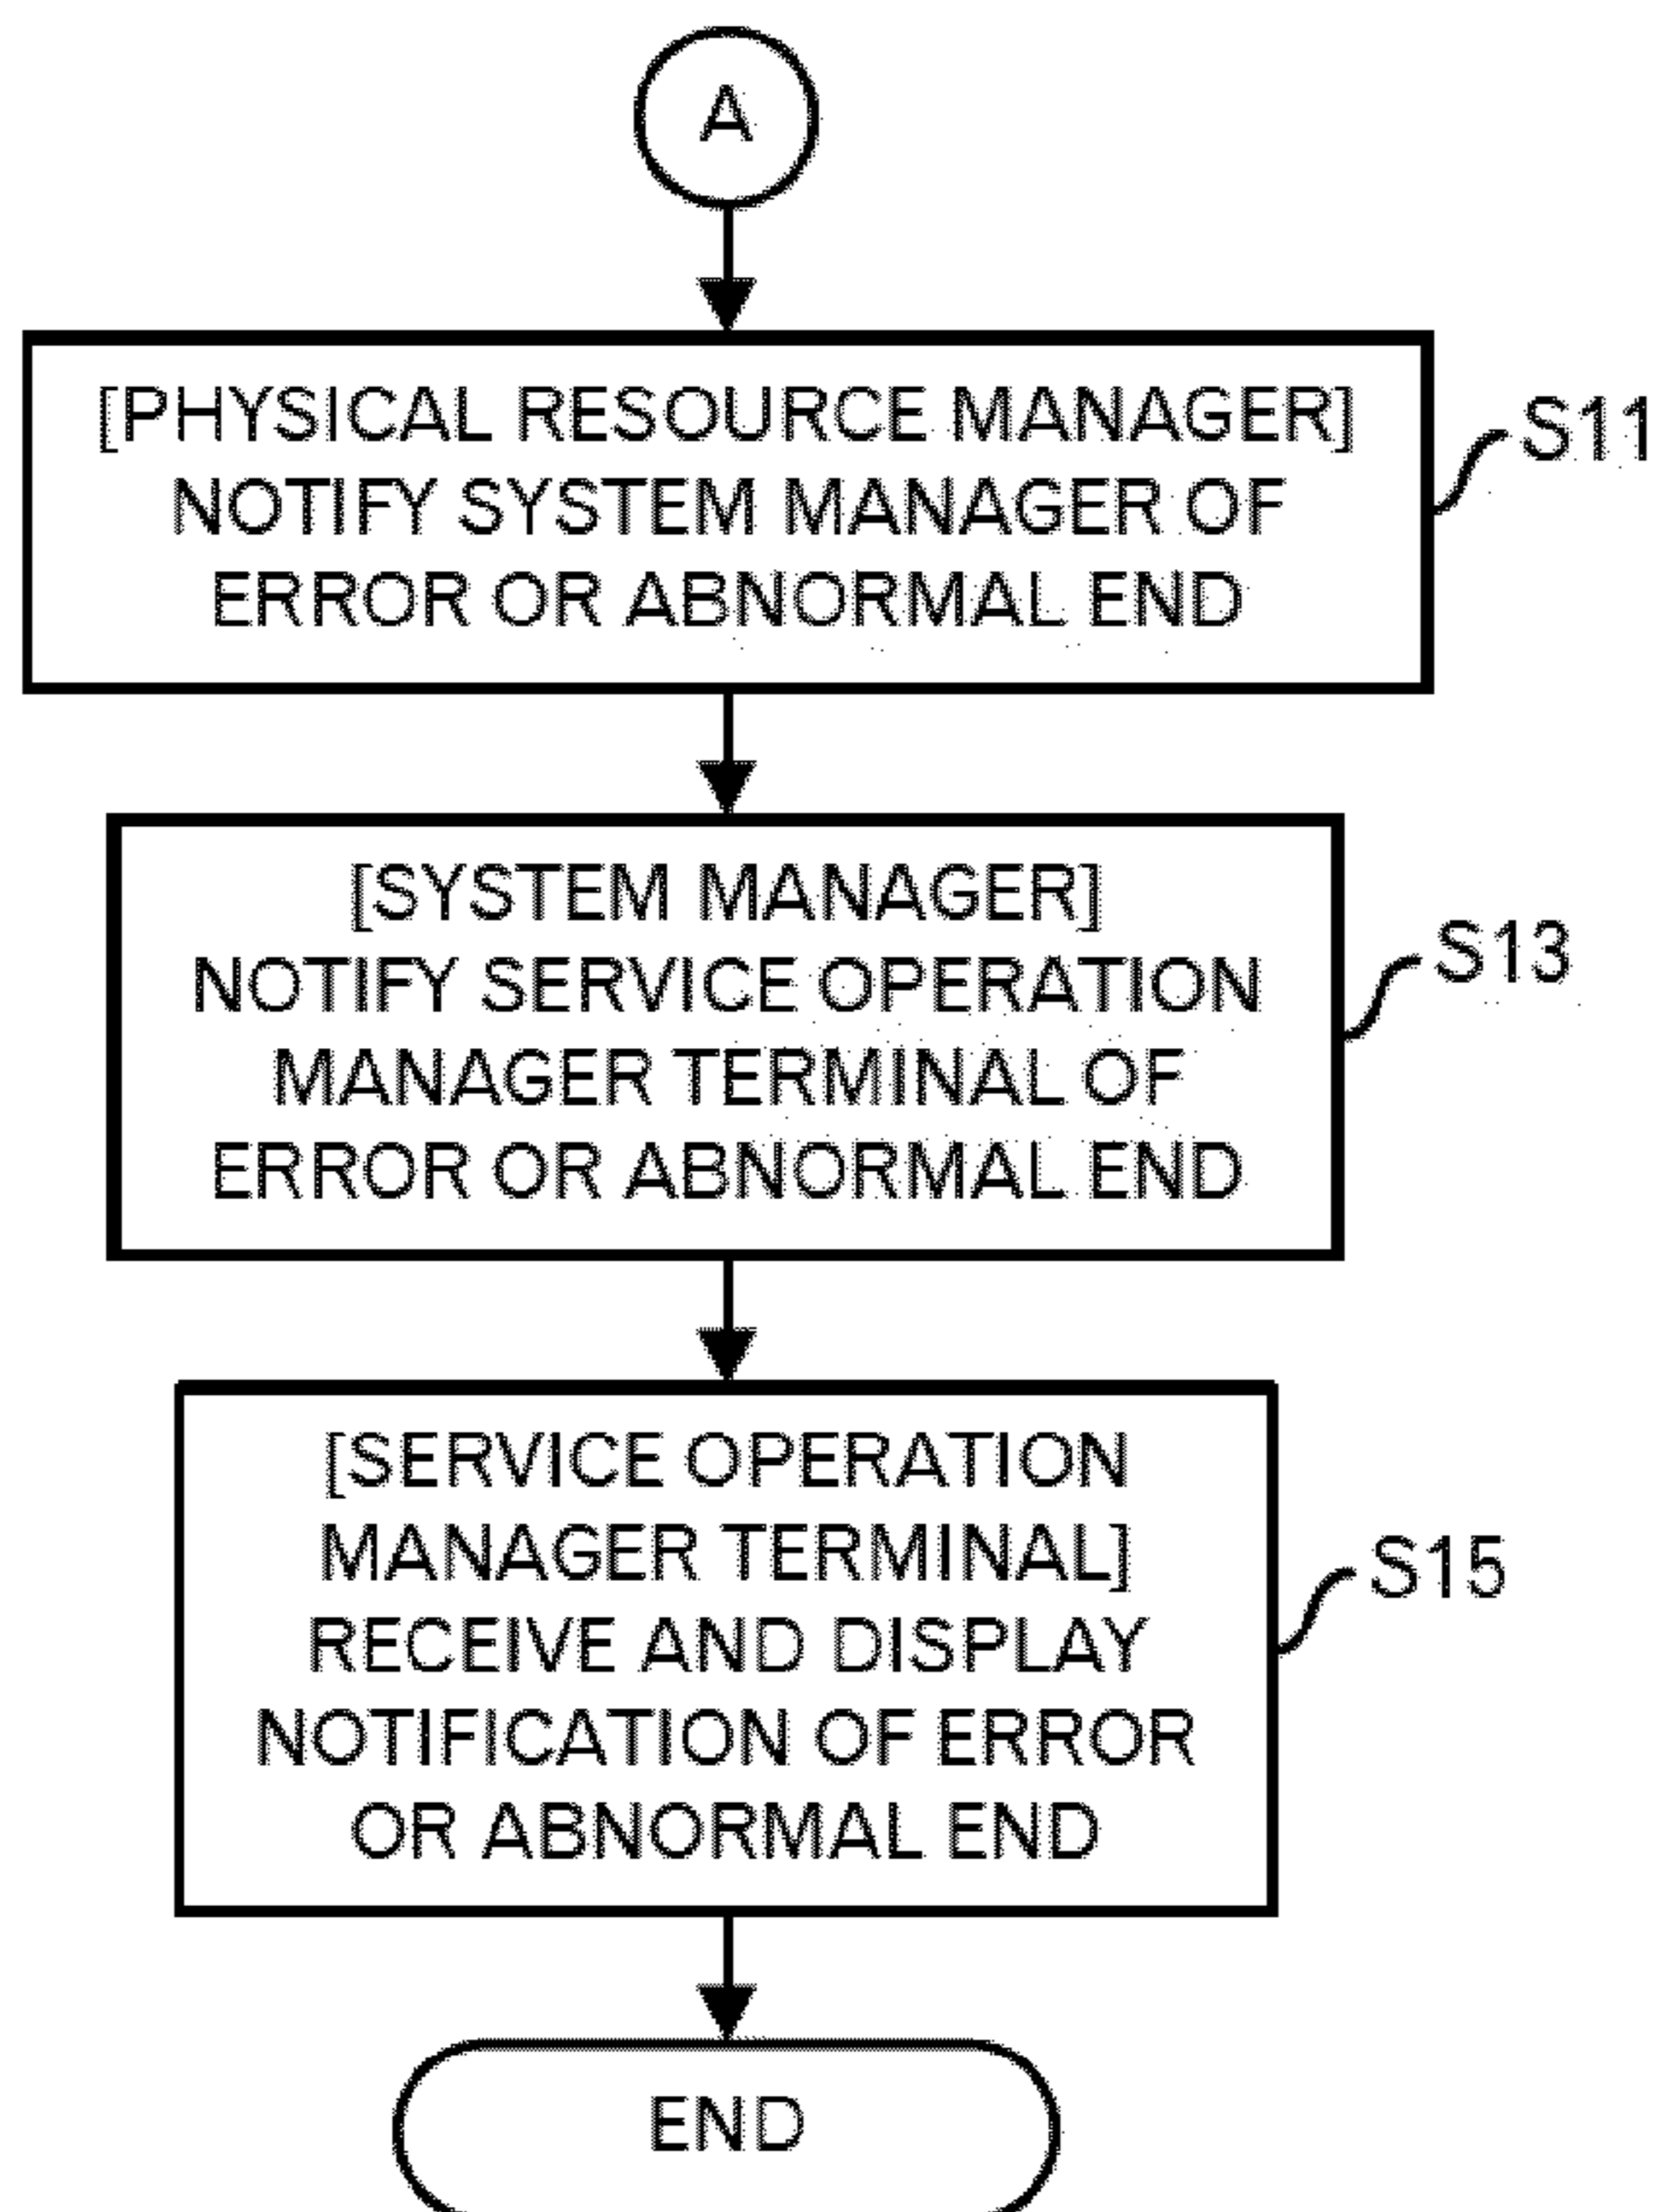 A
[PHYSICAL RESOURCE MANAGER]
NOTIFY SYSTEM MANAGER OF
ERROR OR ABNORMAL END
S11
[SYSTEM MANAGER]
NOTIFY SERVICE OPERATION
MANAGER TERMINAL OF
ERROR OR ABNORMAL END
S13
[SERVICE OPERATION
MANAGER TERMINAL]
RECEIVE AND DISPLAY
NOTIFICATION OF ERROR
OR ABNORMAL END
S15
END